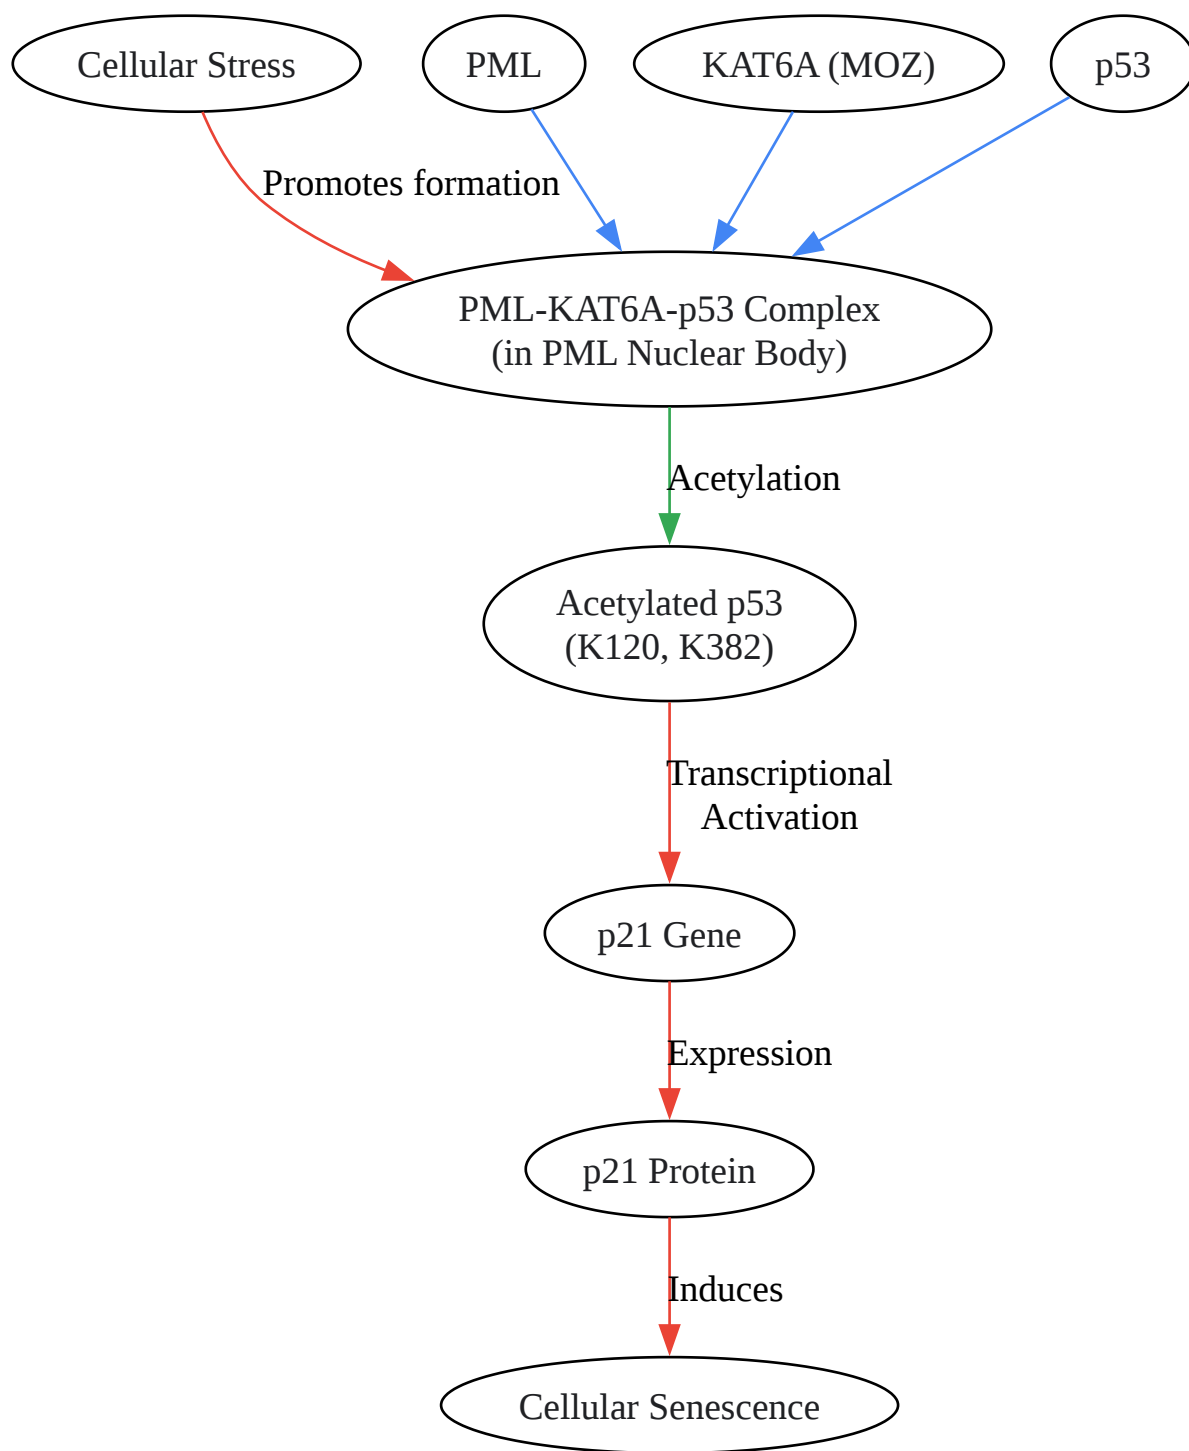 Cellular Stress
PML
KAT6A (MOZ)
p53
Promotes formation
PML-KAT6A-p53 Complex
(in PML Nuclear Body)
Acetylation
Acetylated p53
(K120, K382)
Transcriptional
Activation
p21 Gene
Expression
p21 Protein
Induces
Cellular Senescence